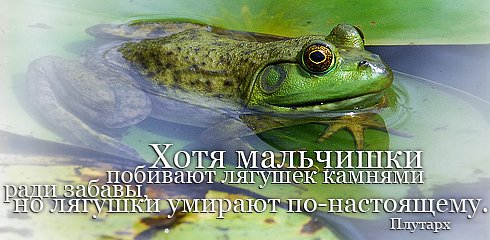 Хотя мальчишки
побивают лягушек камнями
ради забавы,
но лягушки умирают по-настоящему.
Плутарх